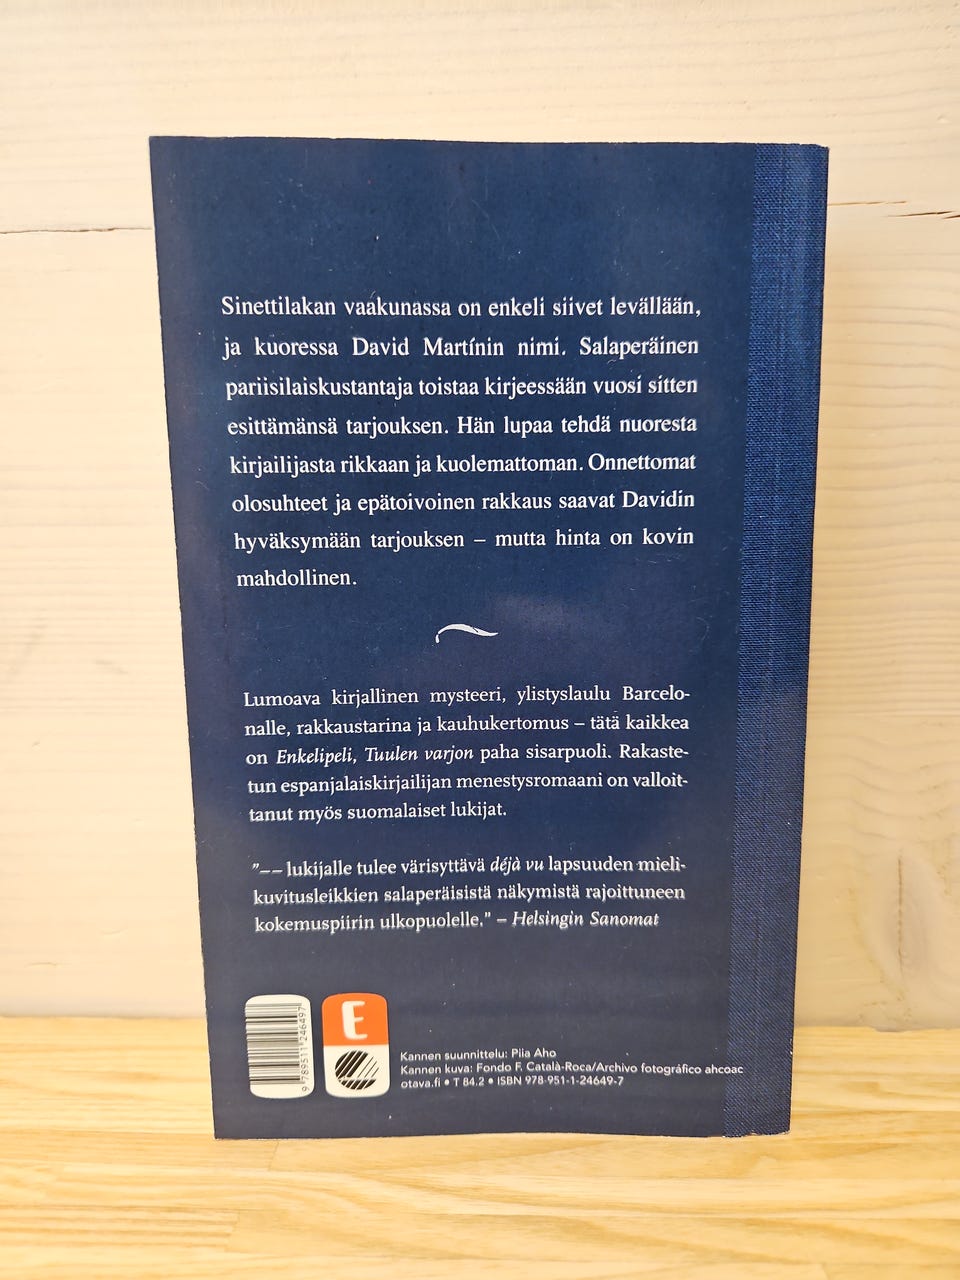 Sinettilakan vaakunassa on enkeli siivet levällään,
ja kuoressa David Martínin nimi. Salaperäinen
pariisilaiskustantaja toistaa kirjeessään vuosi sitten
esittämänsä tarjouksen. Hän lupaa tehdä nuoresta
kirjailijasta rikkaan ja kuolemattoman. Onnettomat
olosuhteet ja epätoivoinen rakkaus saavat Davidin
hyväksymään tarjouksen – mutta hinta on kovin
mahdollinen.
Lumoava kirjallinen mysteeri, ylistyslaulu Barcelo-
nalle, rakkaustarina ja kauhukertomus – tätä kaikkea
on Enkelipeli, Tuulen varjon paha sisarpuoli. Rakaste-
tun espanjalaiskirjailijan menestysromaani on valloit-
tanut myös suomalaiset lukijat.
"–– lukijalle tulee värisyttävä déjà vu lapsuuden mieli-
kuvitusleikkien salaperäisistä näkymistä rajoittuneen
kokemuspiirin ulkopuolelle." – Helsingin Sanomat
9 789511 246497
E
Kannen suunnittelu: Piia Aho
Kannen kuva: Fondo F. Català-Roca/Archivo fotográfico ahcoac
otava.fi • T 84.2 • ISBN 978-951-1-24649-7